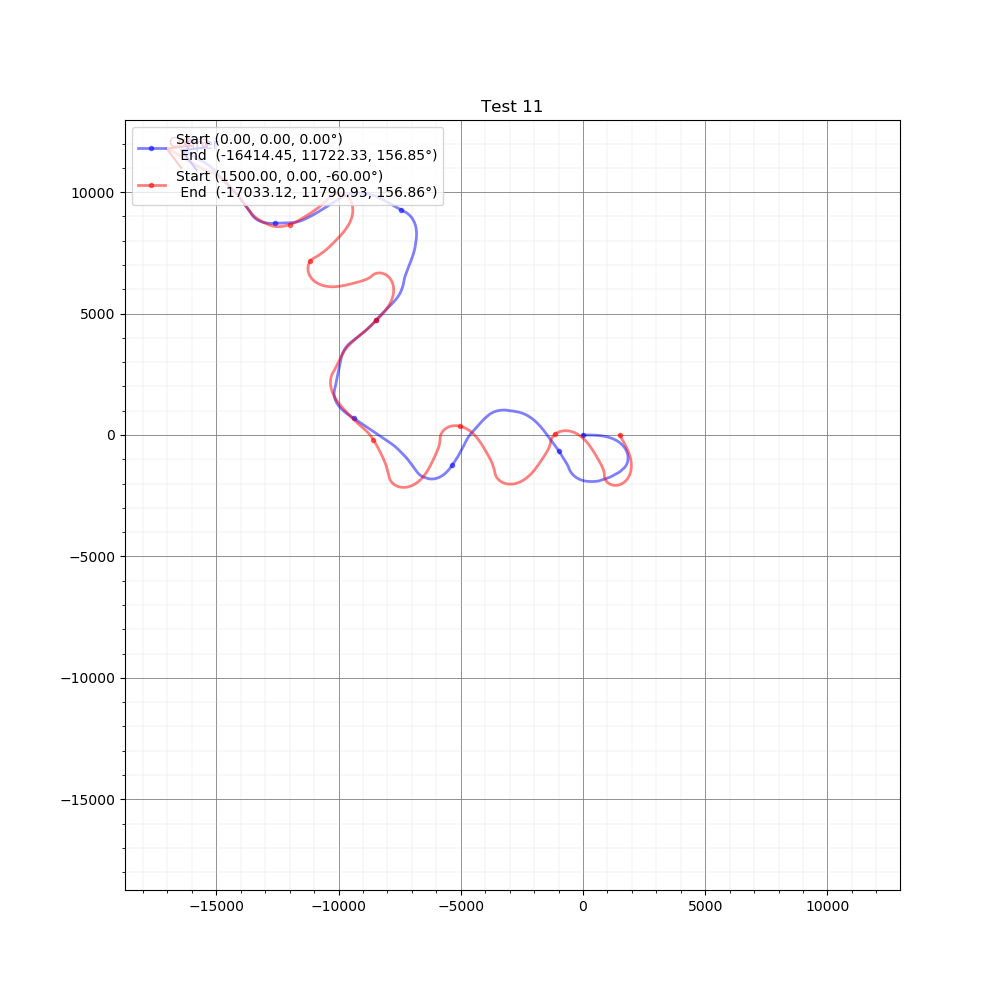 Test 11
Start (0.00, 0.00, 0.00°)
End (-16414.45, 11722.33, 156.85°)
Start (1500.00, 0.00, -60.00°)
End (-17033.12, 11790.93, 156.86°)
10000
5000
0
−5000
−10000
−15000
−15000 −10000 −5000 0 5000 10000